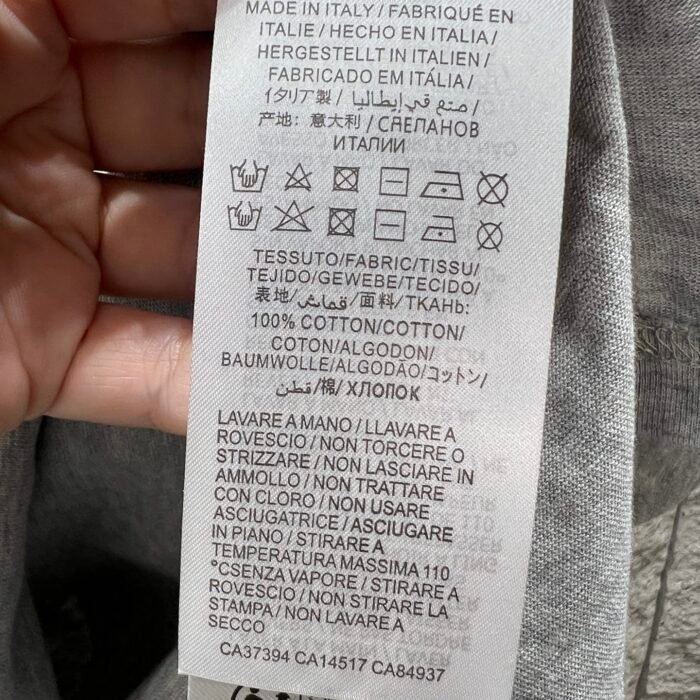 MADE IN ITALY / FABRIQUÉ EN
ITALIE / HECHO EN ITALIA /
HERGESTELLT IN ITALIEN /
FABRICADO EM ITÁLIA /
イタリア製 / صنع في إيطاليا /
产地: 意大利 / СДЕЛАНОВ
ИТАЛИИ
TESSUTO/FABRIC/TISSU/
TEJIDO/GEWEBE/TECIDO/
表地/قماش/面料/ТКАНЬ:
100% COTTON/COTTON/
COTON/ALGODON/
BAUMWOLLE/ALGODÃO/コットン/
قطن/棉/ ХЛОПОК
LAVARE A MANO / LLAVARE A
ROVESCIO / NON TORCERE O
STRIZZARE / NON LASCIARE IN
AMMOLLO / NON TRATTARE
CON CLORO / NON USARE
ASCIUGATRICE / ASCIUGARE
IN PIANO / STIRARE A
TEMPERATURA MASSIMA 110
°CSENZA VAPORE / STIRARE A
ROVESCIO / NON STIRARE LA
STAMPA / NON LAVARE A
SECCO
CA37394 CA14517 CA84937